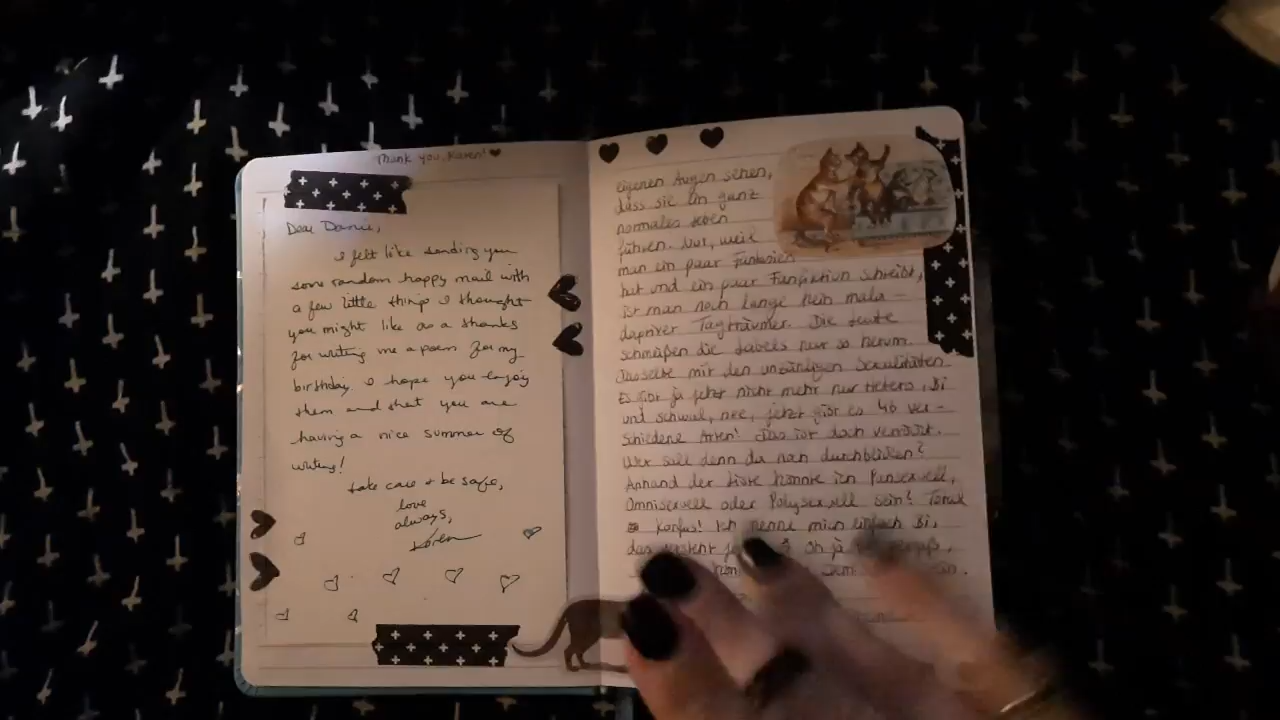 Thank you, Karen! ♥
Dear Danie,
I felt like sending you
some random happy mail with
a few little things I thought
you might like as a thanks
for writing me a poem for my
birthday. I hope you enjoy
them and that you are
having a nice summer of
writing!
take care + be safe,
love
always,
Karen
eigenen Augen sehen,
dass sie ein ganz
normales Leben
führen. Nur, weil
man ein paar Fantasien
hat und ein paar Fanfiktion schreibt,
ist man noch lange kein mala-
daptiver Tagträumer. Die Leute
schmeißen die Labels nur so herum.
Dasselbe mit den unzähligen Sexualitäten.
Es gibt ja jetzt nicht mehr nur Hetero, Bi
und schwul, nee, jetzt gibt es 46 ver-
schiedene Arten! Das ist doch verrückt.
Wer soll denn da noch durchblicken?
Anhand der Liste könnte ich Pansexuell,
Omnisexuell oder Polysexuell sein! Total
konfus! Ich nenne mich einfach Bi,
das versteht